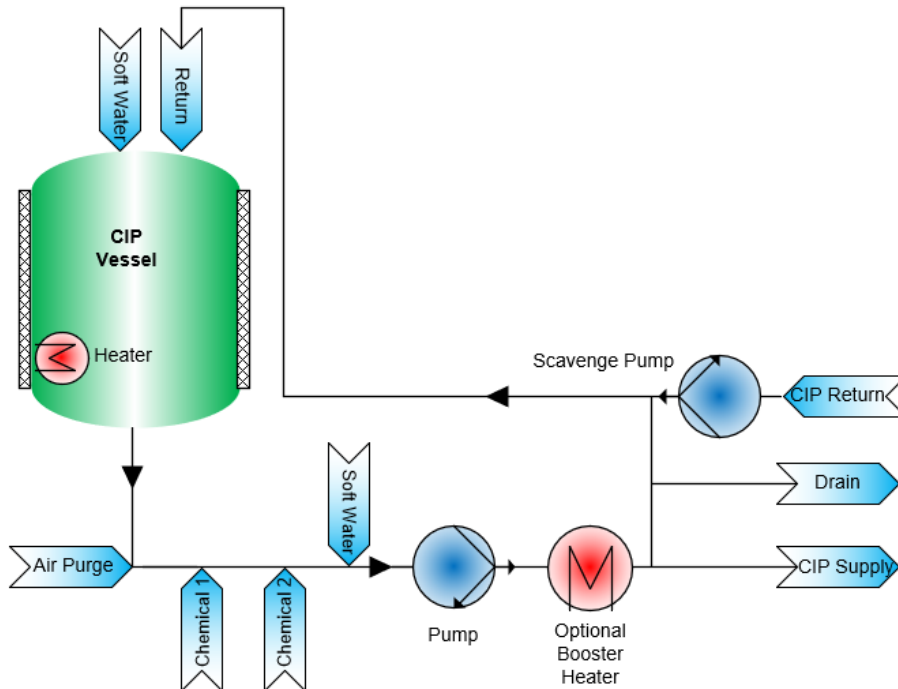 Soft Water
Return
CIP
Vessel
Heater
Scavenge Pump
CIP Return
Soft Water
Drain
Air Purge
CIP Supply
Chemical 1
Chemical 2
Pump
Optional
Booster
Heater